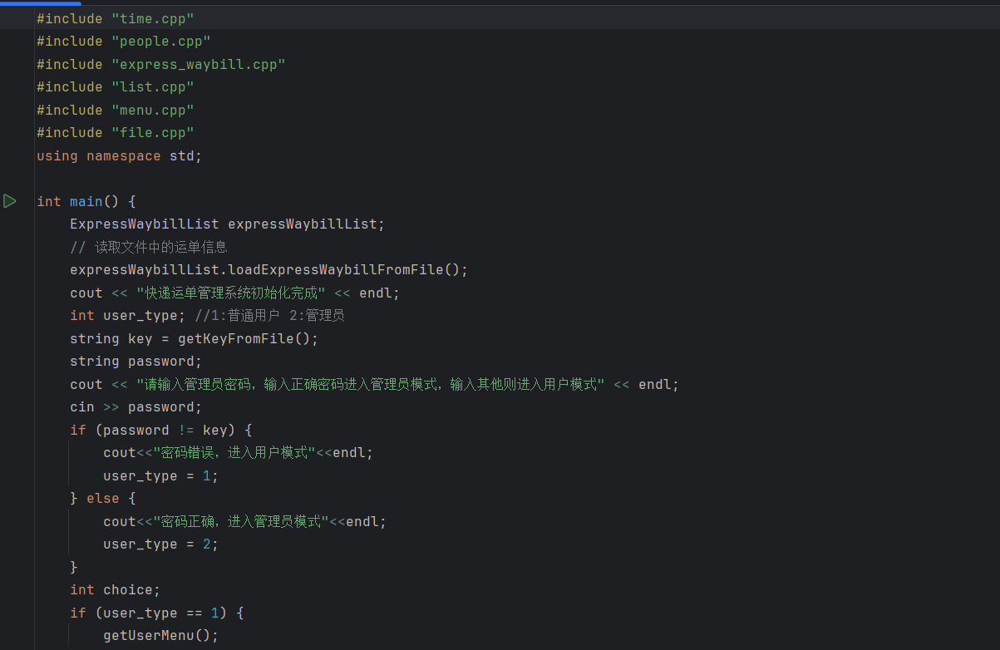 #include "time.cpp"
#include "people.cpp"
#include "express_waybill.cpp"
#include "list.cpp"
#include "menu.cpp"
#include "file.cpp"
using namespace std;

int main() {
    ExpressWaybillList expressWaybillList;
    // 读取文件中的运单信息
    expressWaybillList.loadExpressWaybillFromFile();
    cout << "快递运单管理系统初始化完成" << endl;
    int user_type; //1:普通用户 2:管理员
    string key = getKeyFromFile();
    string password;
    cout << "请输入管理员密码，输入正确密码进入管理员模式，输入其他则进入用户模式" << endl;
    cin >> password;
    if (password != key) {
        cout<<"密码错误，进入用户模式"<<endl;
        user_type = 1;
    } else {
        cout<<"密码正确，进入管理员模式"<<endl;
        user_type = 2;
    }
    int choice;
    if (user_type == 1) {
        getUserMenu();